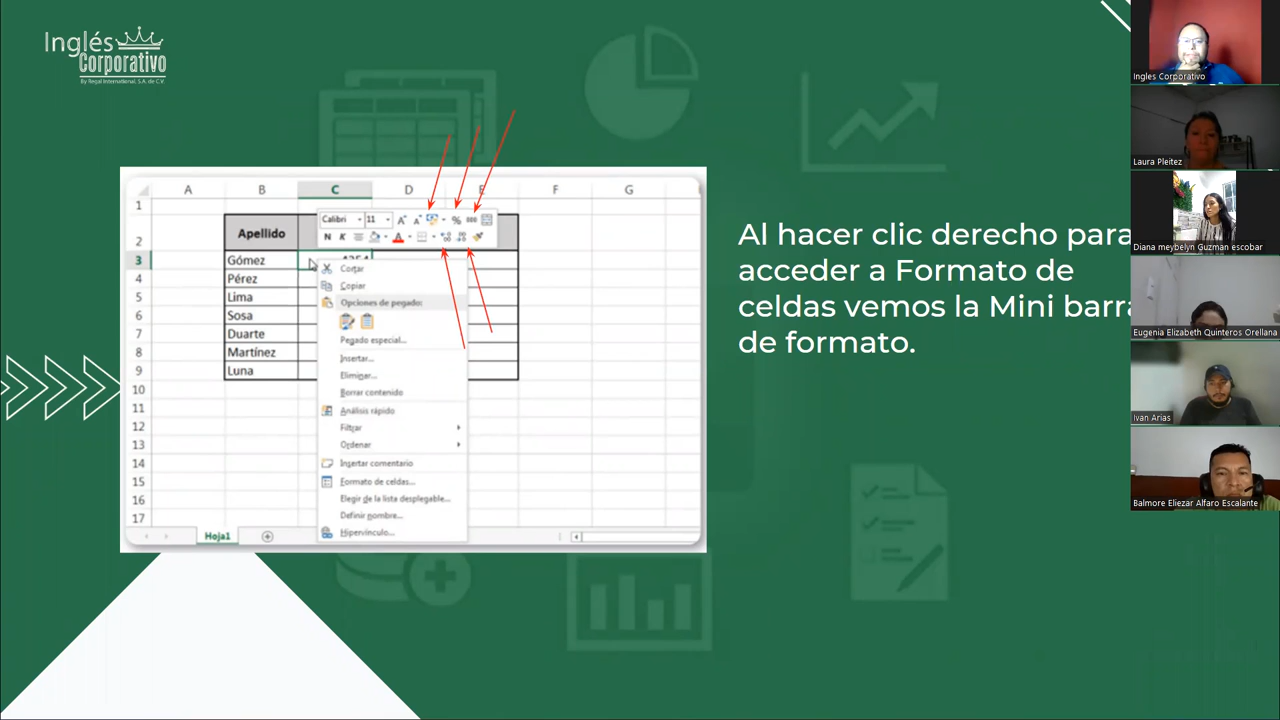 Inglés
Corporativo
By Regal International, S.A. de C.V.
A B C D E F G
1
2 Apellido
3 Gómez
4 Pérez
5 Lima
6 Sosa
7 Duarte
8 Martínez
9 Luna
10
11
12
13
14
15
16
17
Calibri 11 A A % 000
N K A
Cortar
Copiar
Opciones de pegado:
Pegado especial...
Insertar...
Eliminar...
Borrar contenido
Análisis rápido
Filtrar
Ordenar
Insertar comentario
Formato de celdas...
Elegir de la lista desplegable...
Definir nombre...
Hipervínculo...
Hoja1
Al hacer clic derecho para
acceder a Formato de
celdas vemos la Mini barra
de formato.
Ingles Corporativo
Laura Pleitez
Diana meybelyn Guzman escobar
Eugenia Elizabeth Quinteros Orellana
Ivan Arias
Balmore Eliezar Alfaro Escalante